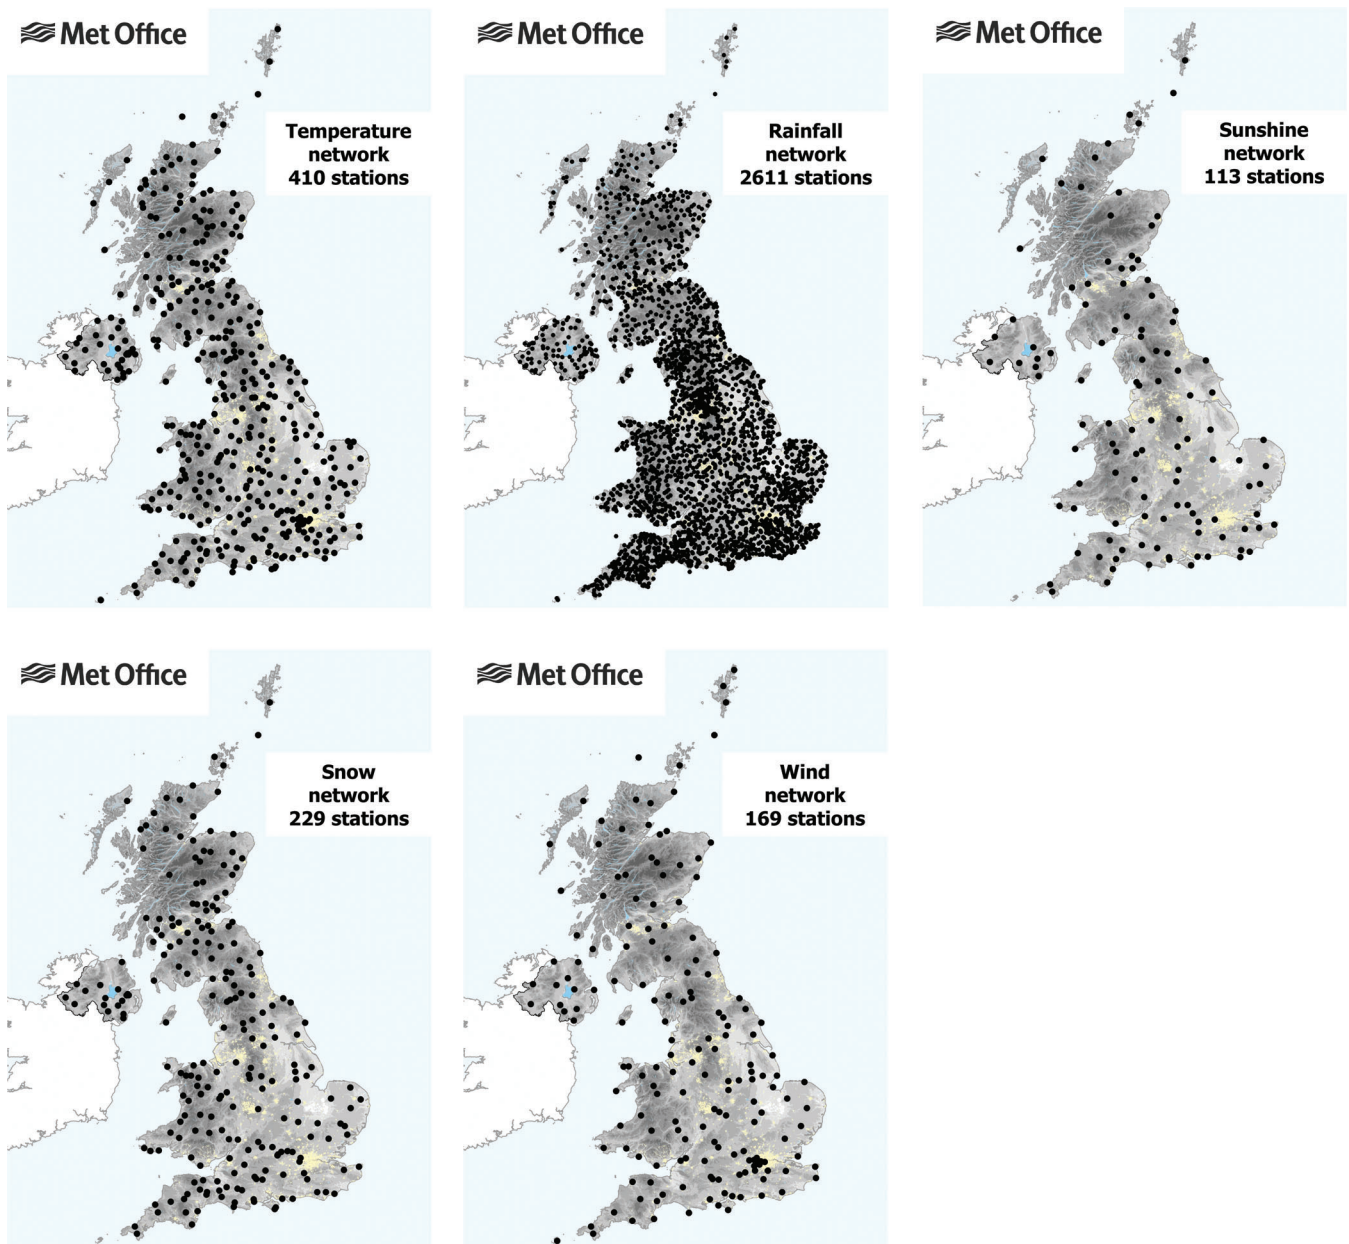 Met Office
Temperature
network
410 stations
Met Office
Rainfall
network
2611 stations
Met Office
Sunshine
network
113 stations
Met Office
Snow
network
229 stations
Met Office
Wind
network
169 stations